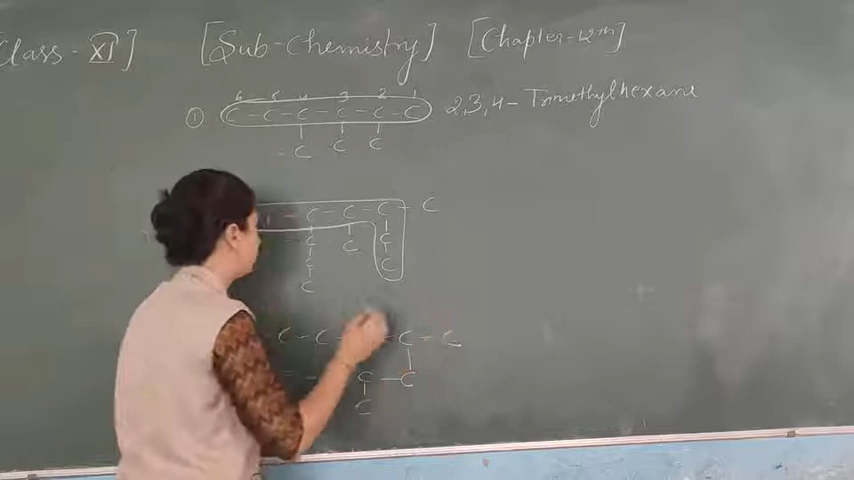 Class - XI] [Sub - Chemistry] [Chapter - 12th]
6 5 4 3 2 1
① C - C - C - C - C - C 2,3,4 - Trimethylhexane
C C C
- C - C - C - C
C C C
C C
C
C - C - C - C
C - C
C